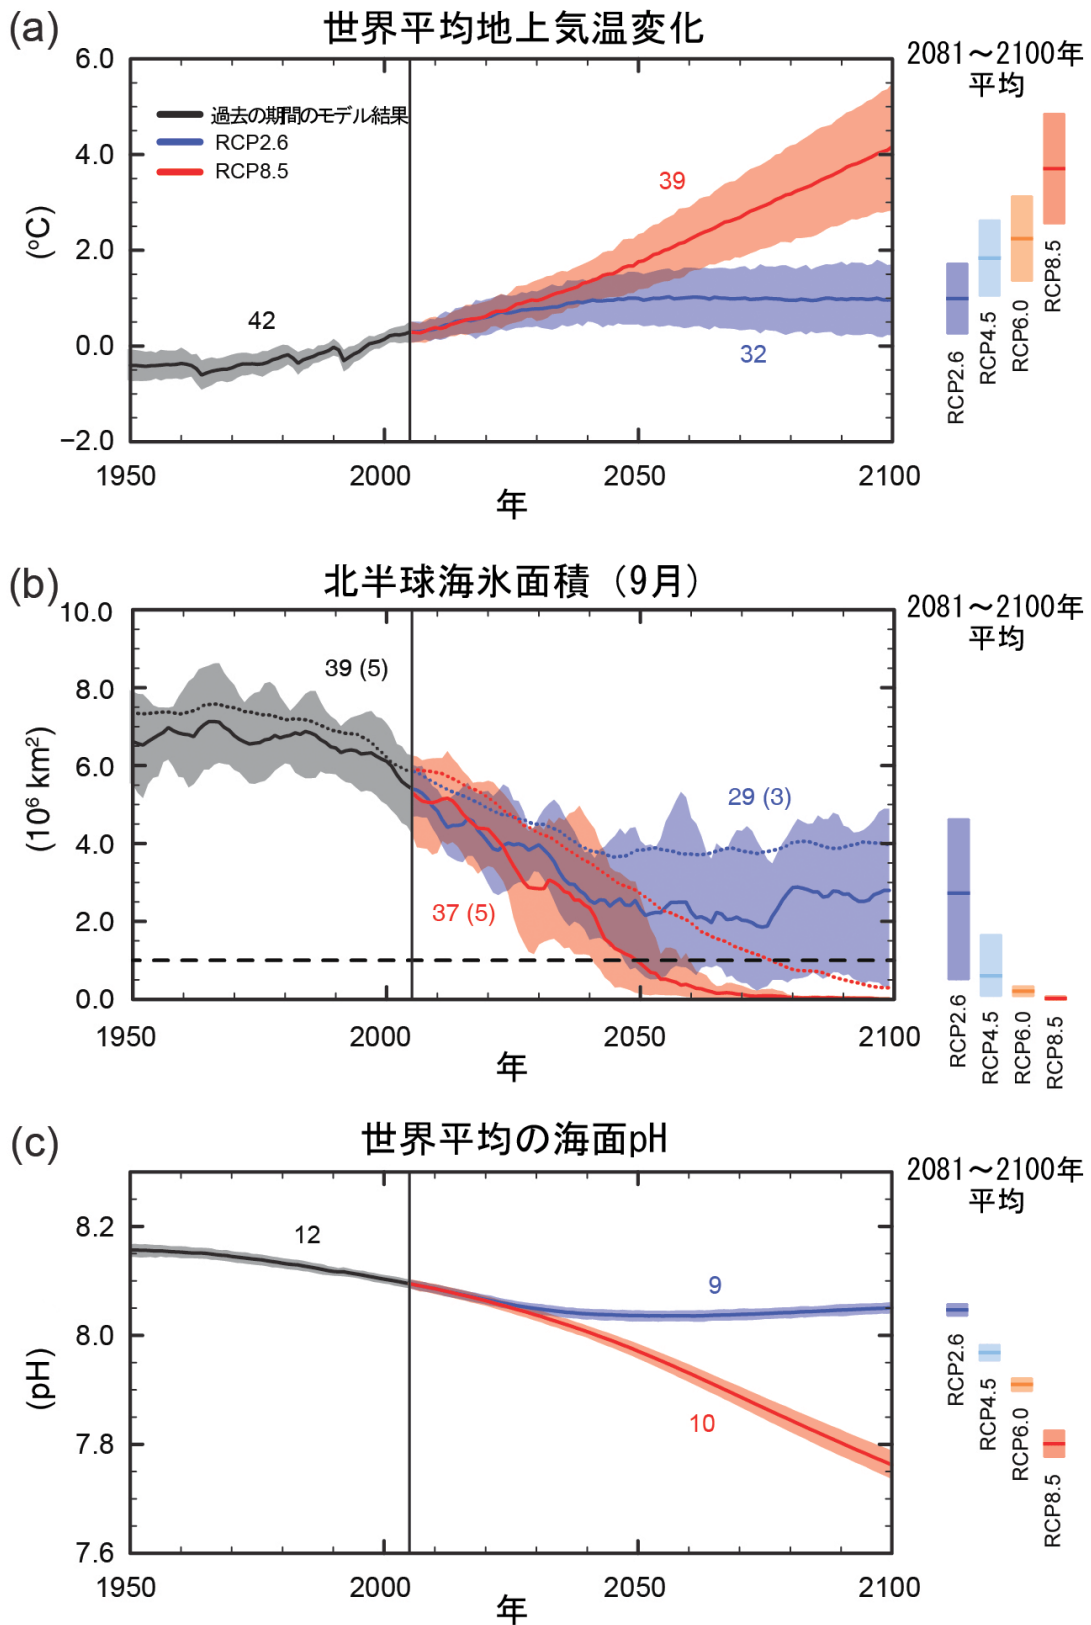 (a)
世界平均地上気温変化
2081～2100年
平均
6.0
4.0
2.0
0.0
−2.0
(°C)
過去の期間のモデル結果
RCP2.6
RCP8.5
42
39
32
1950
2000
2050
2100
年
RCP2.6
RCP4.5
RCP6.0
RCP8.5
(b)
北半球海氷面積（9月）
2081～2100年
平均
10.0
8.0
6.0
4.0
2.0
0.0
(10⁶ km²)
39 (5)
29 (3)
37 (5)
1950
2000
2050
2100
年
RCP2.6
RCP4.5
RCP6.0
RCP8.5
(c)
世界平均の海面pH
2081～2100年
平均
8.2
8.0
7.8
7.6
(pH)
12
9
10
1950
2000
2050
2100
年
RCP2.6
RCP4.5
RCP6.0
RCP8.5